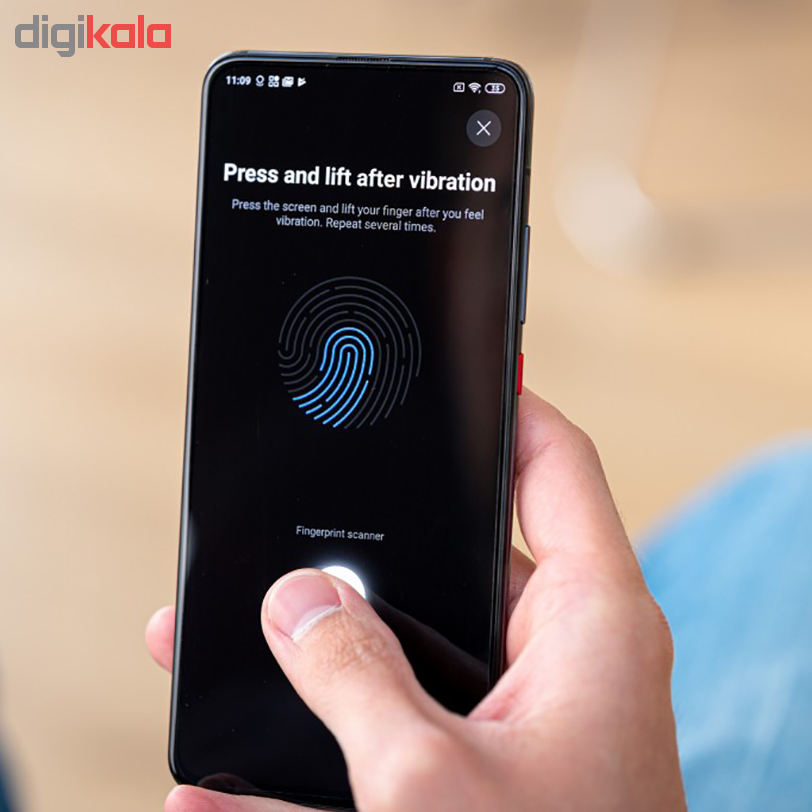 digikala
11:09
35
Press and lift after vibration
Press the screen and lift your finger after you feel
vibration. Repeat several times.
Fingerprint scanner